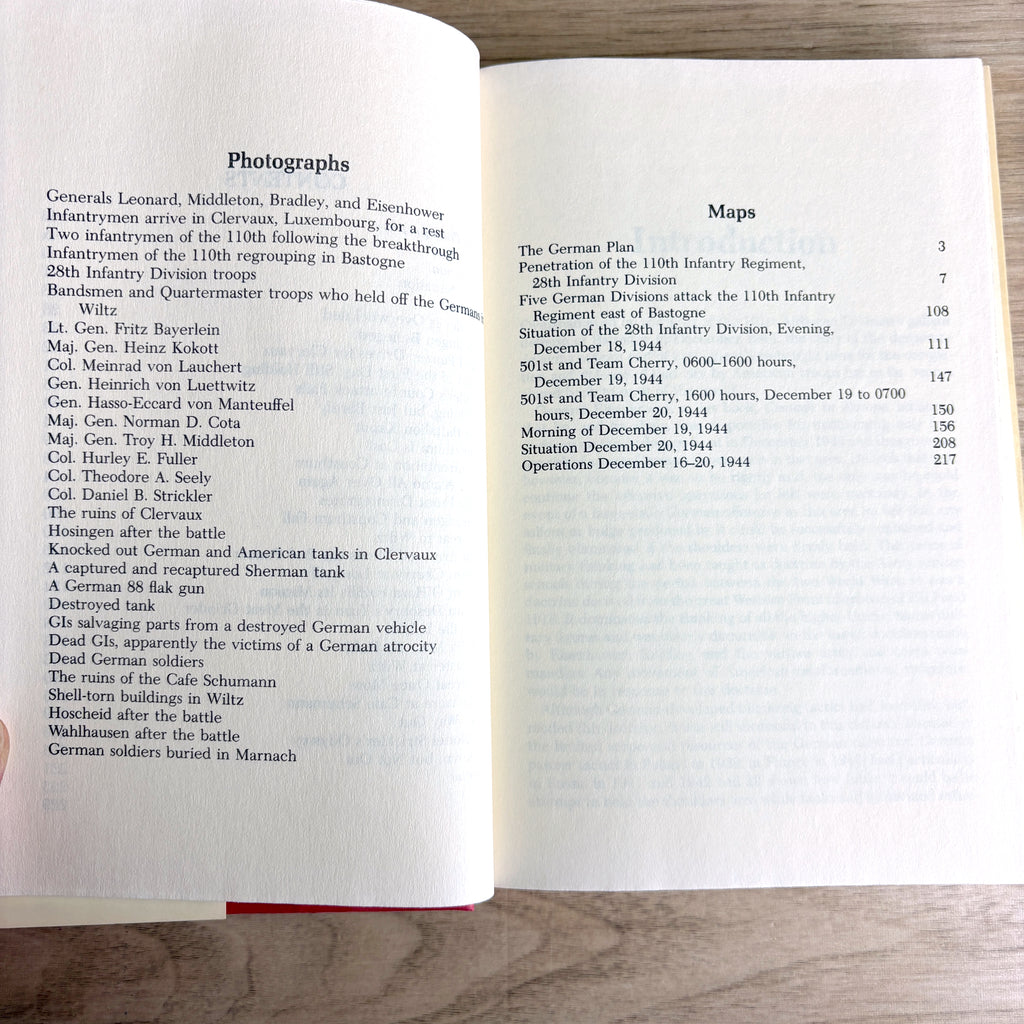 Photographs
Generals Leonard, Middleton, Bradley, and Eisenhower
Infantrymen arrive in Clervaux, Luxembourg, for a rest
Two infantrymen of the 110th following the breakthrough
Infantrymen of the 110th regrouping in Bastogne
28th Infantry Division troops
Bandsmen and Quartermaster troops who held off the Germans
Wiltz
Lt. Gen. Fritz Bayerlein
Maj. Gen. Heinz Kokott
Col. Meinrad von Lauchert
Gen. Heinrich von Luettwitz
Gen. Hasso-Eccard von Manteuffel
Maj. Gen. Norman D. Cota
Maj. Gen. Troy H. Middleton
Col. Hurley E. Fuller
Col. Theodore A. Seely
Col. Daniel B. Strickler
The ruins of Clervaux
Hosingen after the battle
Knocked out German and American tanks in Clervaux
A captured and recaptured Sherman tank
A German 88 flak gun
Destroyed tank
GIs salvaging parts from a destroyed German vehicle
Dead GIs, apparently the victims of a German atrocity
Dead German soldiers
The ruins of the Cafe Schumann
Shell-torn buildings in Wiltz
Hoscheid after the battle
Wahlhausen after the battle
German soldiers buried in Marnach
Maps
The German Plan 3
Penetration of the 110th Infantry Regiment,
28th Infantry Division 7
Five German Divisions attack the 110th Infantry
Regiment east of Bastogne 108
Situation of the 28th Infantry Division, Evening,
December 18, 1944 111
501st and Team Cherry, 0600–1600 hours,
December 19, 1944 147
501st and Team Cherry, 1600 hours, December 19 to 0700
hours, December 20, 1944 150
Morning of December 19, 1944 156
Situation December 20, 1944 208
Operations December 16–20, 1944 217